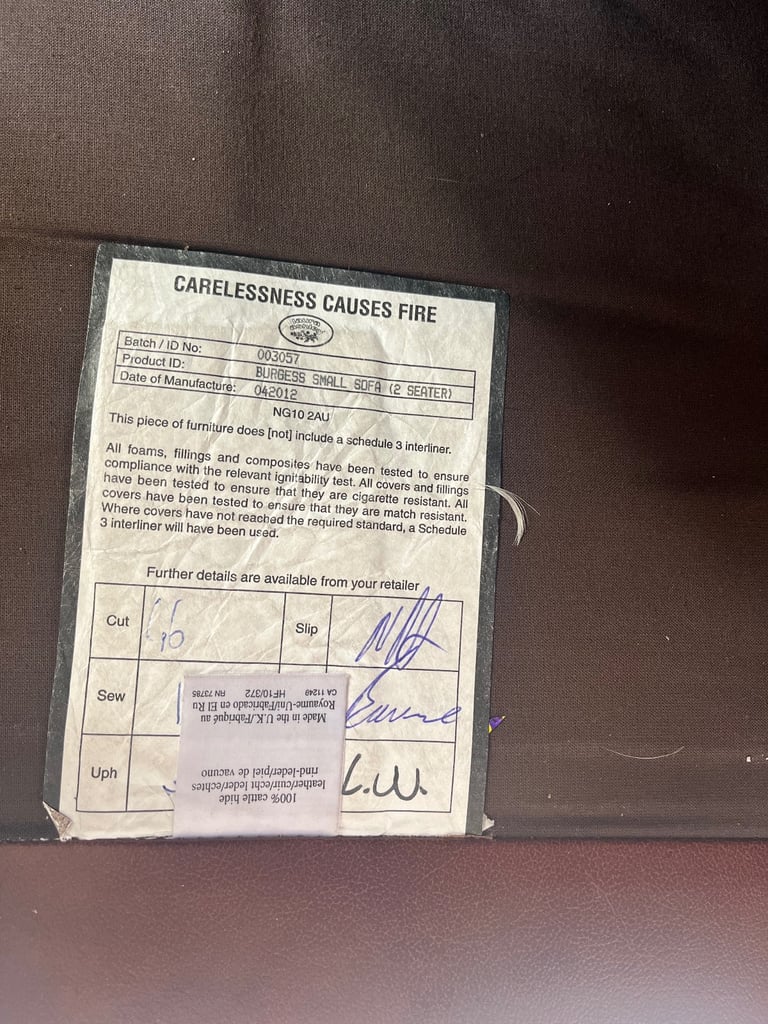 CARELESSNESS CAUSES FIRE
laura ashley
Batch / ID No: 003057
Product ID: BURGESS SMALL SOFA (2 SEATER)
Date of Manufacture: 042012
NG10 2AU
This piece of furniture does [not] include a schedule 3 interliner.
All foams, fillings and composites have been tested to ensure
compliance with the relevant ignitability test. All covers and fillings
have been tested to ensure that they are cigarette resistant. All
covers have been tested to ensure that they are match resistant.
Where covers have not reached the required standard, a Schedule
3 interliner will have been used.
Further details are available from your retailer
Cut Slip
Sew
Uph L.W.
100% cattle hide
leather/cuir/echt leder/echtes
rind-leder/piel de vacuno
Made in the U.K./Fabriqué au
Royaume-Uni/Fabricado en El Ru
CA 11249 HF10/372 RN 73785